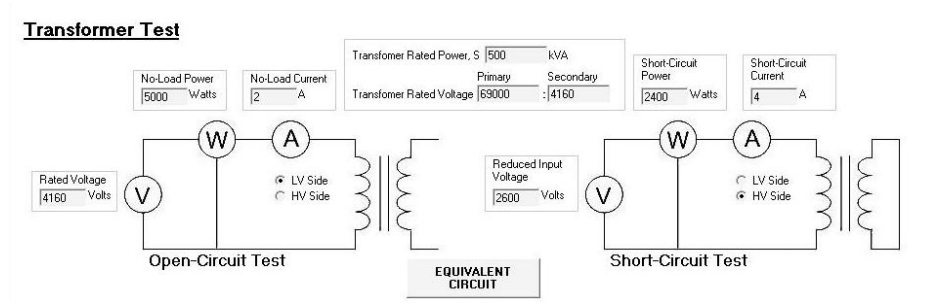 Transformer Test
Transfomer Rated Power, S 500 kVA
Primary Secondary
Transfomer Rated Voltage 69000 : 4160
No-Load Power
5000 Watts
No-Load Current
2 A
Short-Circuit
Power
2400 Watts
Short-Circuit
Current
4 A
W A
Rated Voltage
4160 Volts
V
LV Side
HV Side
Open-Circuit Test
W A
Reduced Input
Voltage
2600 Volts
V
LV Side
HV Side
Short-Circuit Test
EQUIVALENT
CIRCUIT